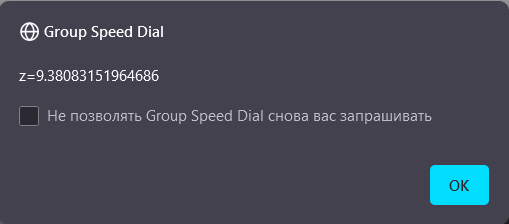 Group Speed Dial
z=9.38083151964686
Не позволять Group Speed Dial снова вас запрашивать
OK